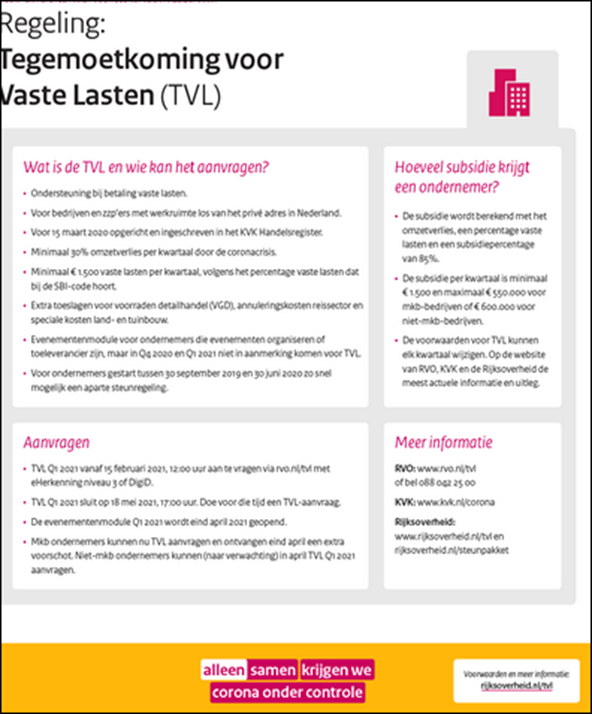 Regeling:
Tegemoetkoming voor
Vaste Lasten (TVL)
Wat is de TVL en wie kan het aanvragen?
• Ondersteuning bij betaling vaste lasten.
• Voor bedrijven en zzp'ers met werkruimte los van het privé adres in Nederland.
• Voor 15 maart 2020 opgericht en ingeschreven in het KVK Handelsregister.
• Minimaal 30% omzetverlies per kwartaal door de coronacrisis.
• Minimaal € 1.500 vaste lasten per kwartaal, volgens het percentage vaste lasten dat
bij de SBI-code hoort.
• Extra toeslagen voor voorraden detailhandel (VGD), annuleringskosten reissector en
speciale kosten land- en tuinbouw.
• Evenementenmodule voor ondernemers die evenementen organiseren of
toeleverancier zijn, maar in Q4 2020 en Q1 2021 niet in aanmerking komen voor TVL.
• Voor ondernemers gestart tussen 30 september 2019 en 30 juni 2020 zo snel
mogelijk een aparte steunregeling.
Hoeveel subsidie krijgt
een ondernemer?
• De subsidie wordt berekend met het
omzetverlies, een percentage vaste
lasten en een subsidiepercentage
van 85%.
• De subsidie per kwartaal is minimaal
€ 1.500 en maximaal € 550.000 voor
mkb-bedrijven of € 600.000 voor
niet-mkb-bedrijven.
• De voorwaarden voor TVL kunnen
elk kwartaal wijzigen. Op de website
van RVO, KVK en de Rijksoverheid de
meest actuele informatie en uitleg.
Aanvragen
• TVL Q1 2021 vanaf 15 februari 2021, 12:00 uur aan te vragen via rvo.nl/tvl met
eHerkenning niveau 3 of DigiD.
• TVL Q1 2021 sluit op 18 mei 2021, 17:00 uur. Doe voor die tijd een TVL-aanvraag.
• De evenementenmodule Q1 2021 wordt eind april 2021 geopend.
• Mkb ondernemers kunnen nu TVL aanvragen en ontvangen eind april een extra
voorschot. Niet-mkb ondernemers kunnen (naar verwachting) in april TVL Q1 2021
aanvragen.
Meer informatie
RVO: www.rvo.nl/tvl
of bel 088 042 25 00
KVK: www.kvk.nl/corona
Rijksoverheid:
www.rijksoverheid.nl/tvl en
rijksoverheid.nl/steunpakket
alleen samen krijgen we
corona onder controle
Voorwaarden en meer informatie:
rijksoverheid.nl/tvl